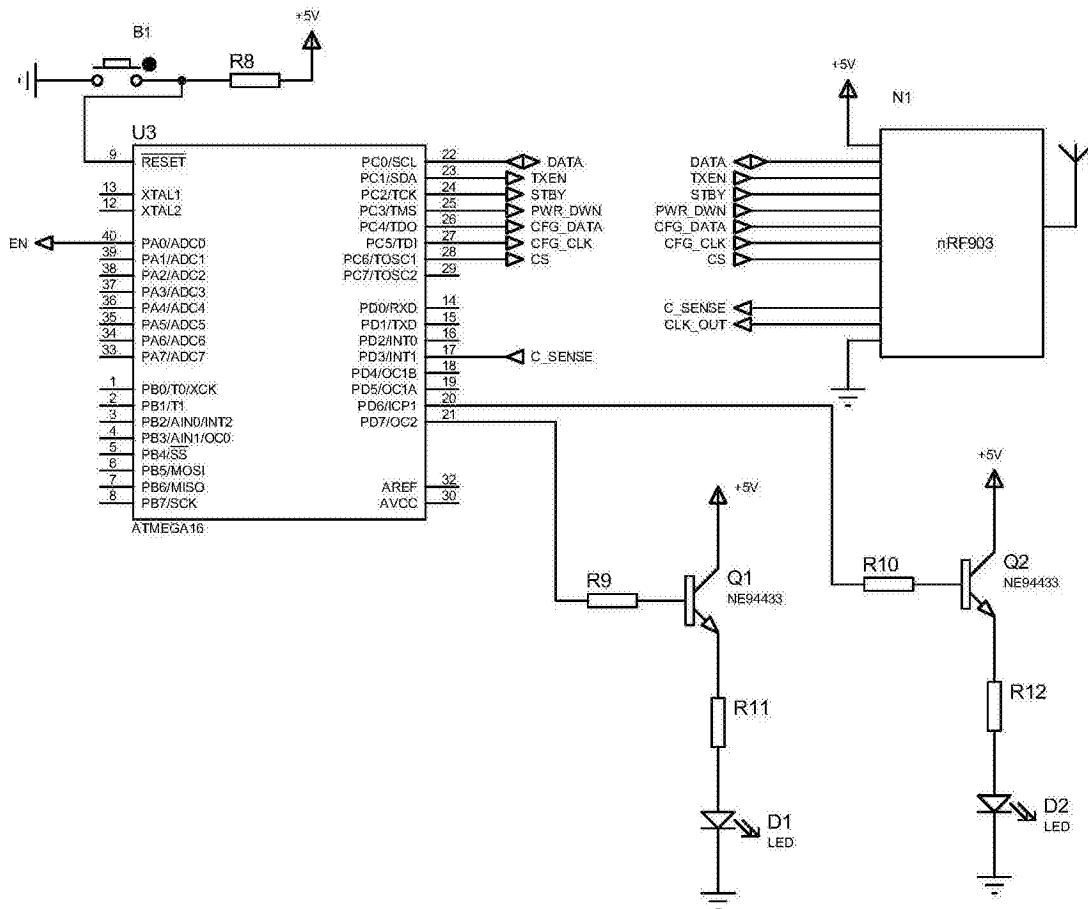 +5V
B1
R8
+5V
N1
U3
9 RESET PC0/SCL 22 DATA DATA
PC1/SDA 23 TXEN TXEN
13 XTAL1 PC2/TCK 24 STBY STBY
12 XTAL2 PC3/TMS 25 PWR_DWN PWR_DWN
PC4/TDO 26 CFG_DATA CFG_DATA
EN 40 PA0/ADC0 PC5/TDI 27 CFG_CLK CFG_CLK nRF903
39 PA1/ADC1 PC6/TOSC1 28 CS CS
38 PA2/ADC2 PC7/TOSC2 29
37 PA3/ADC3
36 PA4/ADC4 PD0/RXD 14 C_SENSE
35 PA5/ADC5 PD1/TXD 15 CLK_OUT
34 PA6/ADC6 PD2/INT0 16
33 PA7/ADC7 PD3/INT1 17 C_SENSE
PD4/OC1B 18
1 PB0/T0/XCK PD5/OC1A 19
2 PB1/T1 PD6/ICP1 20
3 PB2/AIN0/INT2 PD7/OC2 21
4 PB3/AIN1/OC0
5 PB4/SS
6 PB5/MOSI
7 PB6/MISO AREF 32
8 PB7/SCK AVCC 30
ATMEGA16
+5V
+5V
R9
Q1
NE94433
R10
Q2
NE94433
R11
R12
D1
LED
D2
LED